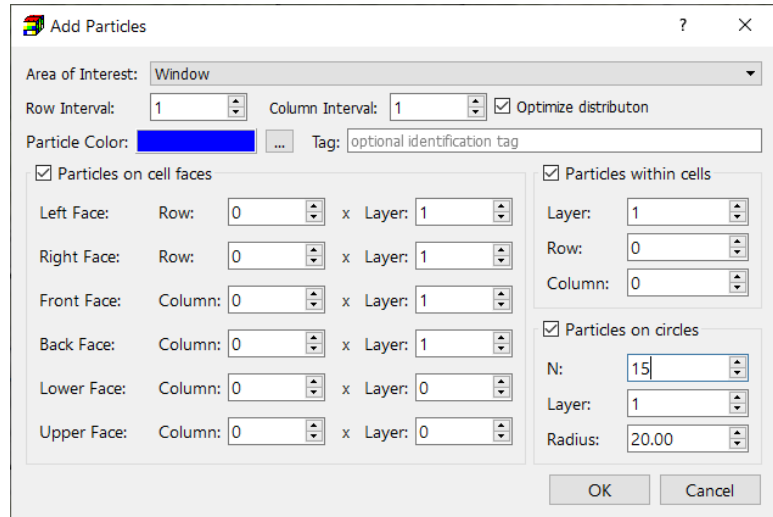 Add Particles ? ×
Area of Interest: Window
Row Interval: 1 Column Interval: 1 Optimize distributon
Particle Color: ... Tag: optional identification tag
Particles on cell faces
Left Face: Row: 0 x Layer: 1
Right Face: Row: 0 x Layer: 1
Front Face: Column: 0 x Layer: 1
Back Face: Column: 0 x Layer: 1
Lower Face: Column: 0 x Layer: 0
Upper Face: Column: 0 x Layer: 0
Particles within cells
Layer: 1
Row: 0
Column: 0
Particles on circles
N: 15
Layer: 1
Radius: 20.00
OK Cancel